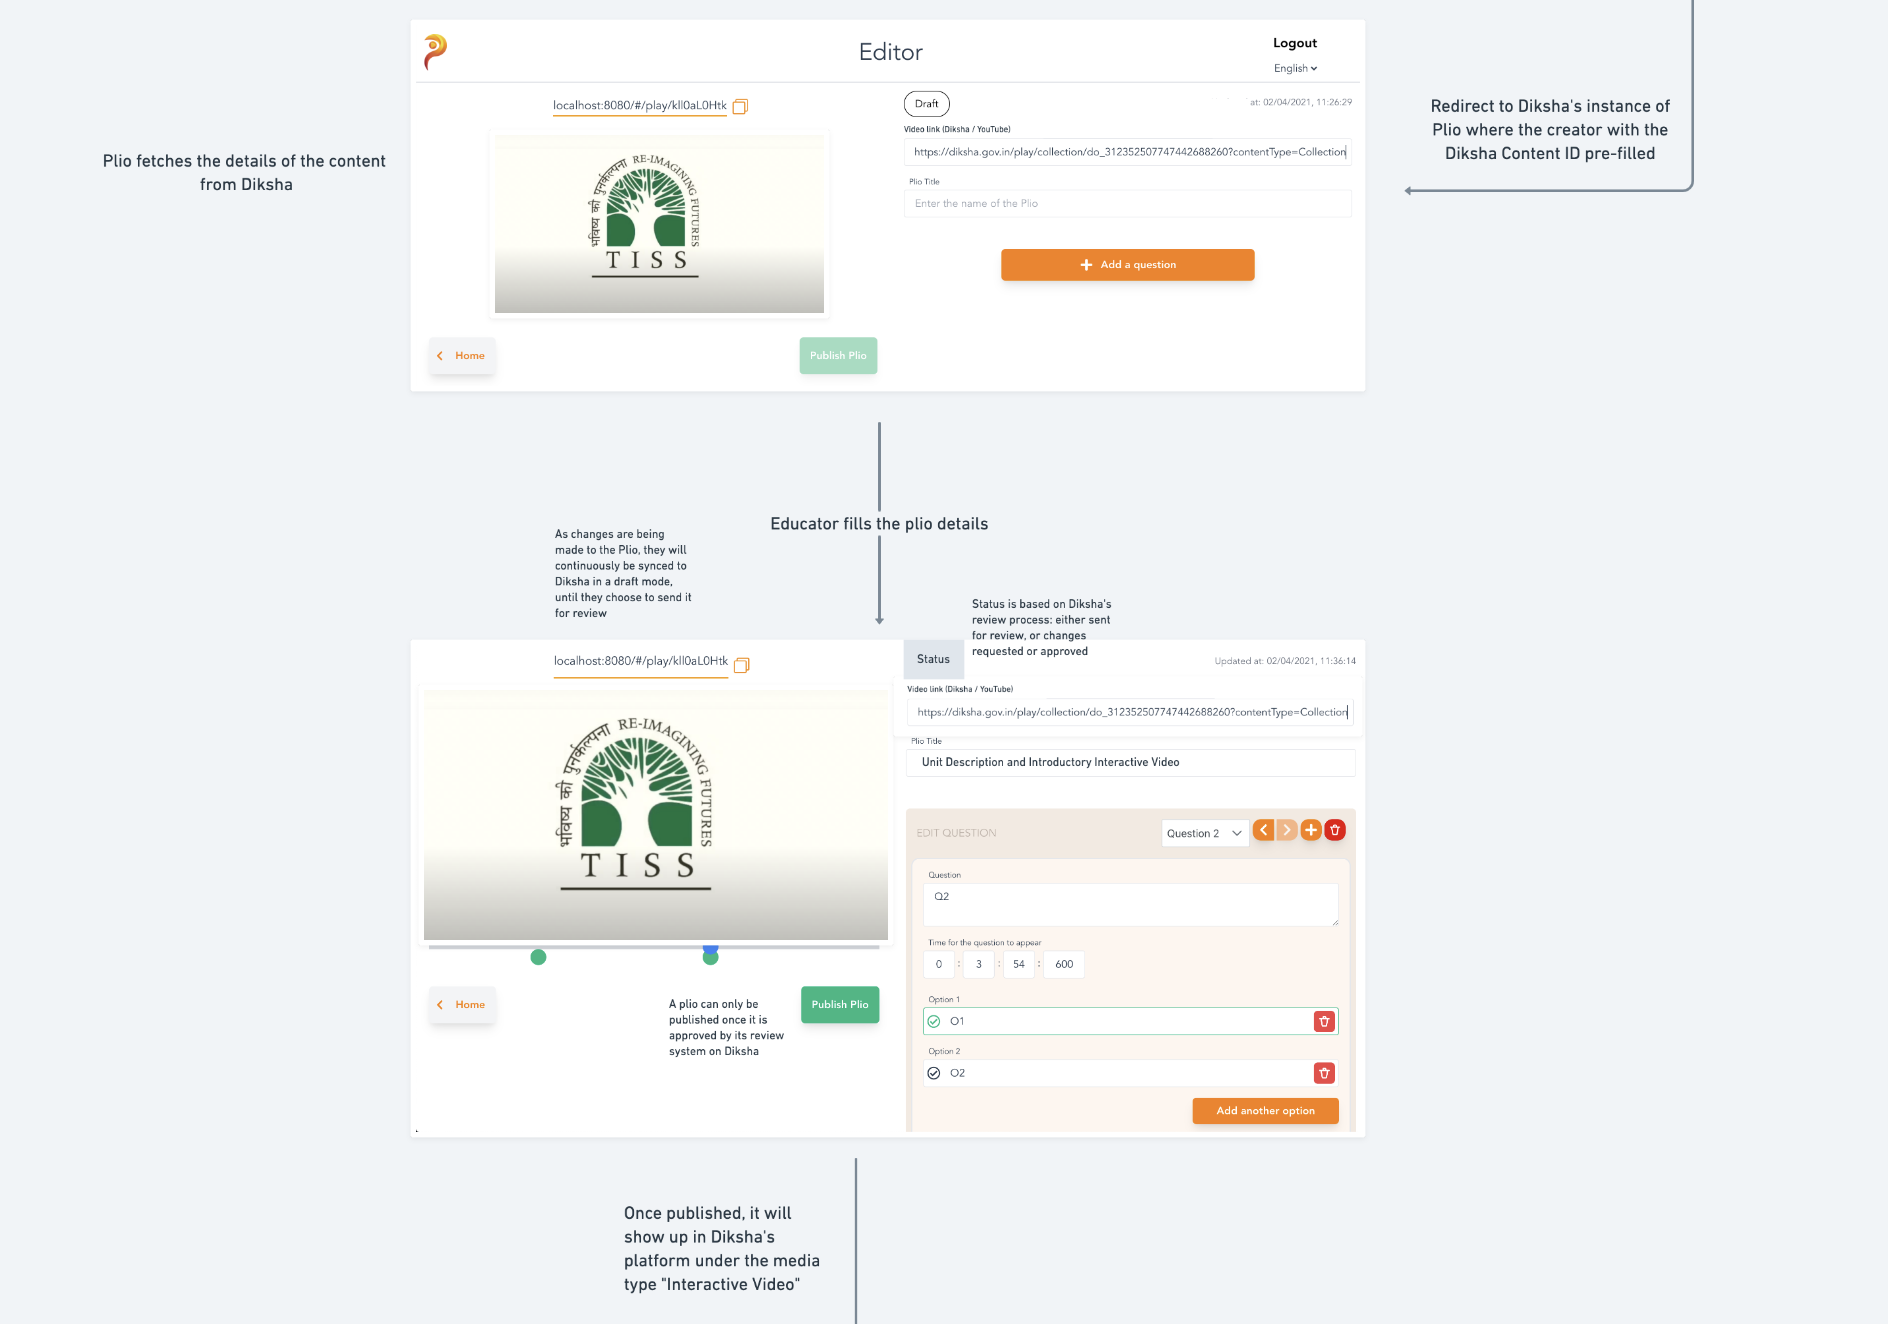 Editor
Logout
English
Redirect to Diksha's instance of
Plio where the creator with the
Diksha Content ID pre-filled
Plio fetches the details of the content
from Diksha
localhost:8080/#/play/kll0aL0Htk
भविष्य की पुनर्कल्पना
RE-IMAGINING FUTURES
TISS
Home
Publish Plio
Draft
at: 02/04/2021, 11:26:29
Video link (Diksha / YouTube)
https://diksha.gov.in/play/collection/do_312352507747442688260?contentType=Collection
Plio Title
Enter the name of the Plio
Add a question
Educator fills the plio details
As changes are being
made to the Plio, they will
continuously be synced to
Diksha in a draft mode,
until they choose to send it
for review
Status is based on Diksha's
review process: either sent
for review, or changes
requested or approved
localhost:8080/#/play/kll0aL0Htk
भविष्य की पुनर्कल्पना
RE-IMAGINING FUTURES
TISS
Home
A plio can only be
published once it is
approved by its review
system on Diksha
Publish Plio
Status
Updated at: 02/04/2021, 11:36:14
Video link (Diksha / YouTube)
https://diksha.gov.in/play/collection/do_312352507747442688260?contentType=Collection
Plio Title
Unit Description and Introductory Interactive Video
EDIT QUESTION
Question 2
Question
Q2
Time for the question to appear
0 : 3 : 54 : 600
Option 1
O1
Option 2
O2
Add another option
Once published, it will
show up in Diksha's
platform under the media
type "Interactive Video"